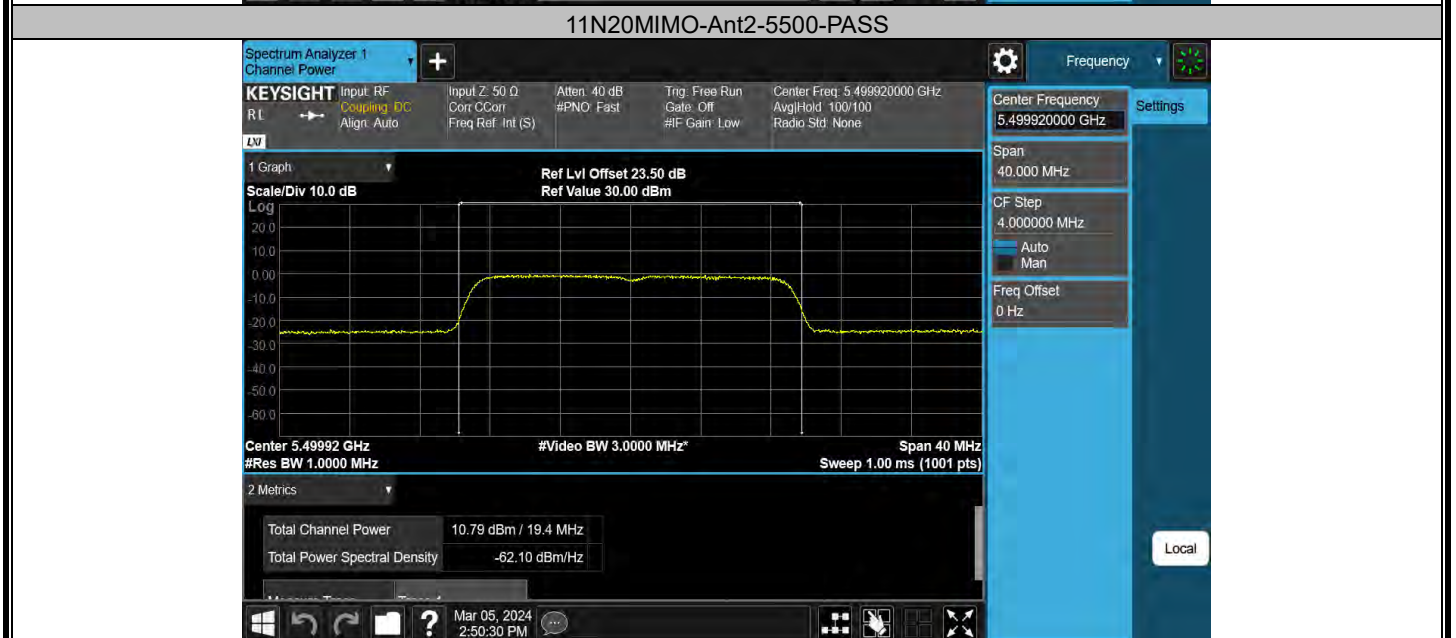 11N20MIMO-Ant2-5500-PASS
Spectrum Analyzer 1
Channel Power
+
Frequency
KEYSIGHT
RL
LXI
Input: RF
Coupling: DC
Align: Auto
Input Z: 50 Ω
Corr CCorr
Freq Ref: Int (S)
Atten: 40 dB
#PNO: Fast
Trig: Free Run
Gate: Off
#IF Gain: Low
Center Freq: 5.499920000 GHz
Avg|Hold: 100/100
Radio Std: None
Center Frequency
5.499920000 GHz
Settings
Span
40.000 MHz
CF Step
4.000000 MHz
Auto
Man
Freq Offset
0 Hz
1 Graph
Scale/Div 10.0 dB
Ref Lvl Offset 23.50 dB
Ref Value 30.00 dBm
Log
20.0
10.0
0.00
-10.0
-20.0
-30.0
-40.0
-50.0
-60.0
Center 5.49992 GHz
#Video BW 3.0000 MHz*
Span 40 MHz
#Res BW 1.0000 MHz
Sweep 1.00 ms (1001 pts)
2 Metrics
Total Channel Power 10.79 dBm / 19.4 MHz
Total Power Spectral Density -62.10 dBm/Hz
Local
?
Mar 05, 2024
2:50:30 PM